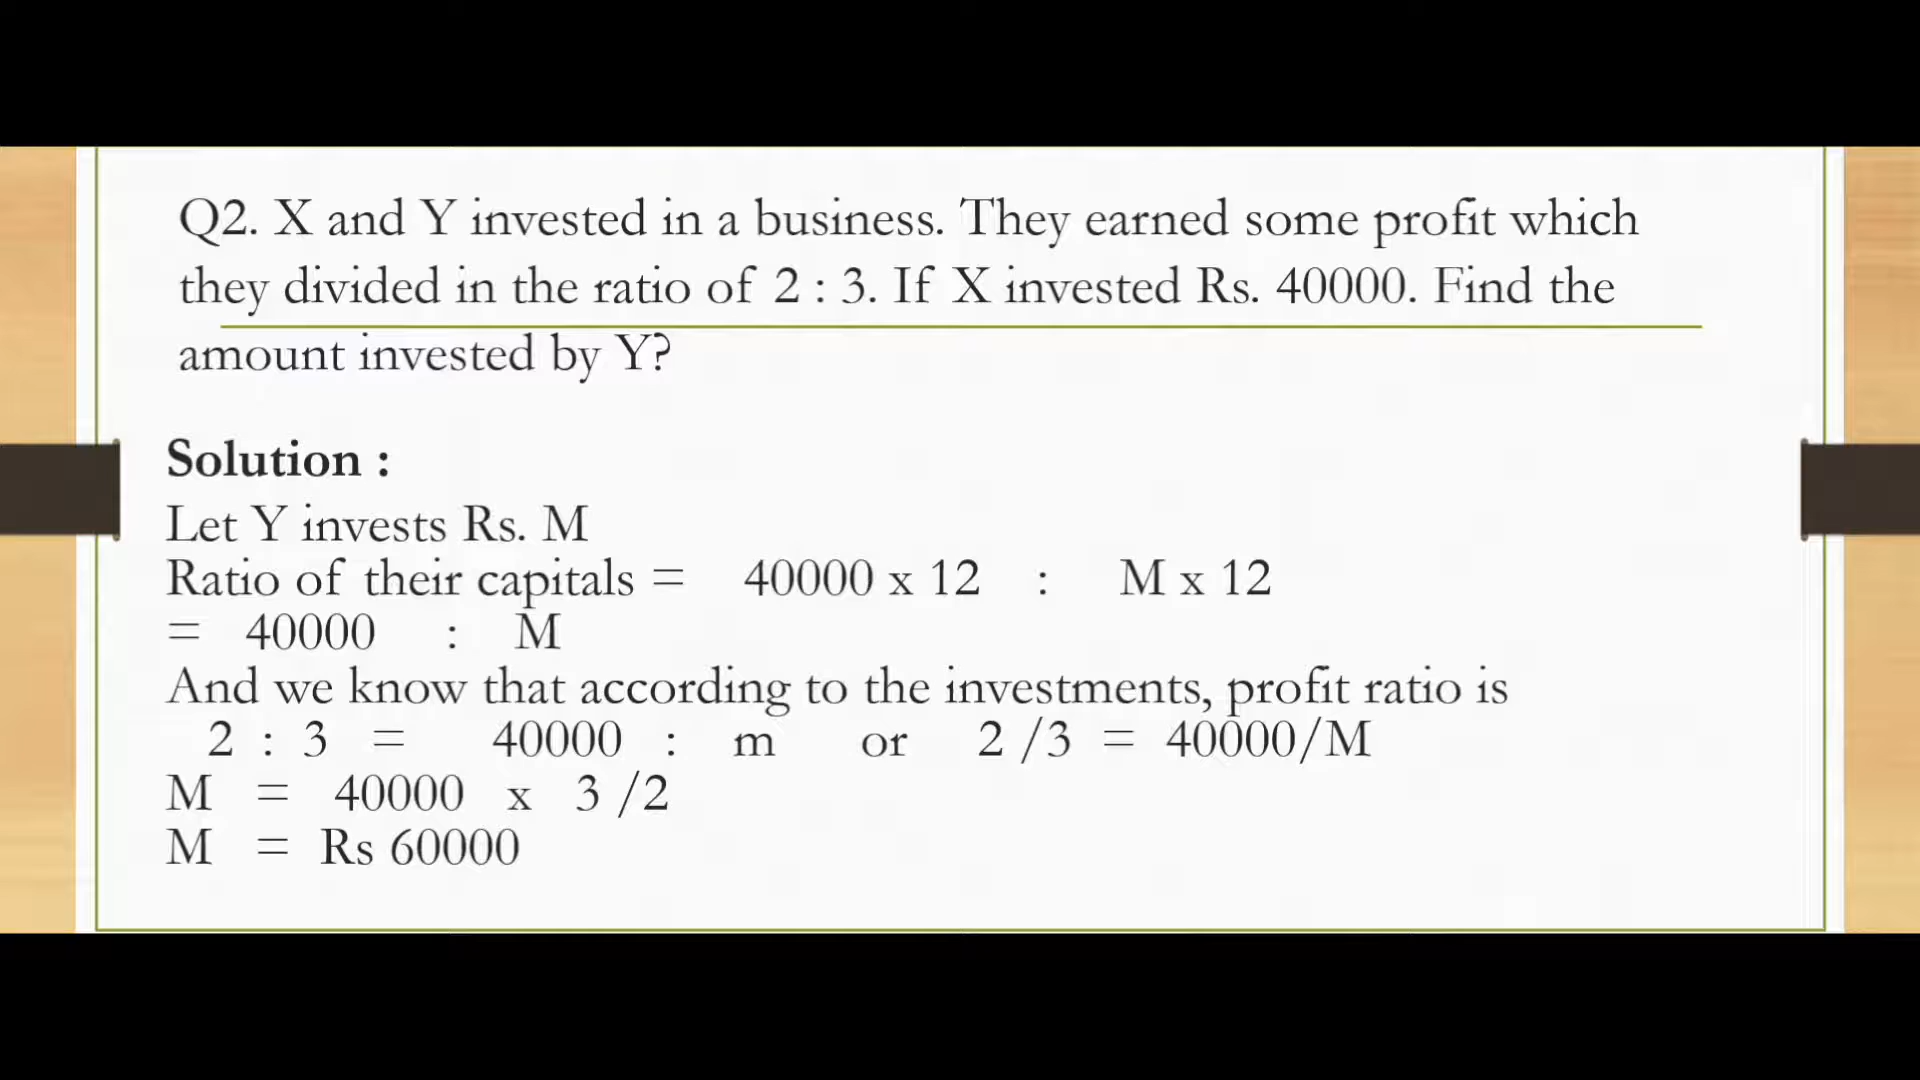 Q2. X and Y invested in a business. They earned some profit which
they divided in the ratio of 2 : 3. If X invested Rs. 40000. Find the
amount invested by Y?
Solution :
Let Y invests Rs. M
Ratio of their capitals = 40000 x 12 : M x 12
= 40000 : M
And we know that according to the investments, profit ratio is
2 : 3 = 40000 : m or 2 /3 = 40000/M
M = 40000 x 3 /2
M = Rs 60000